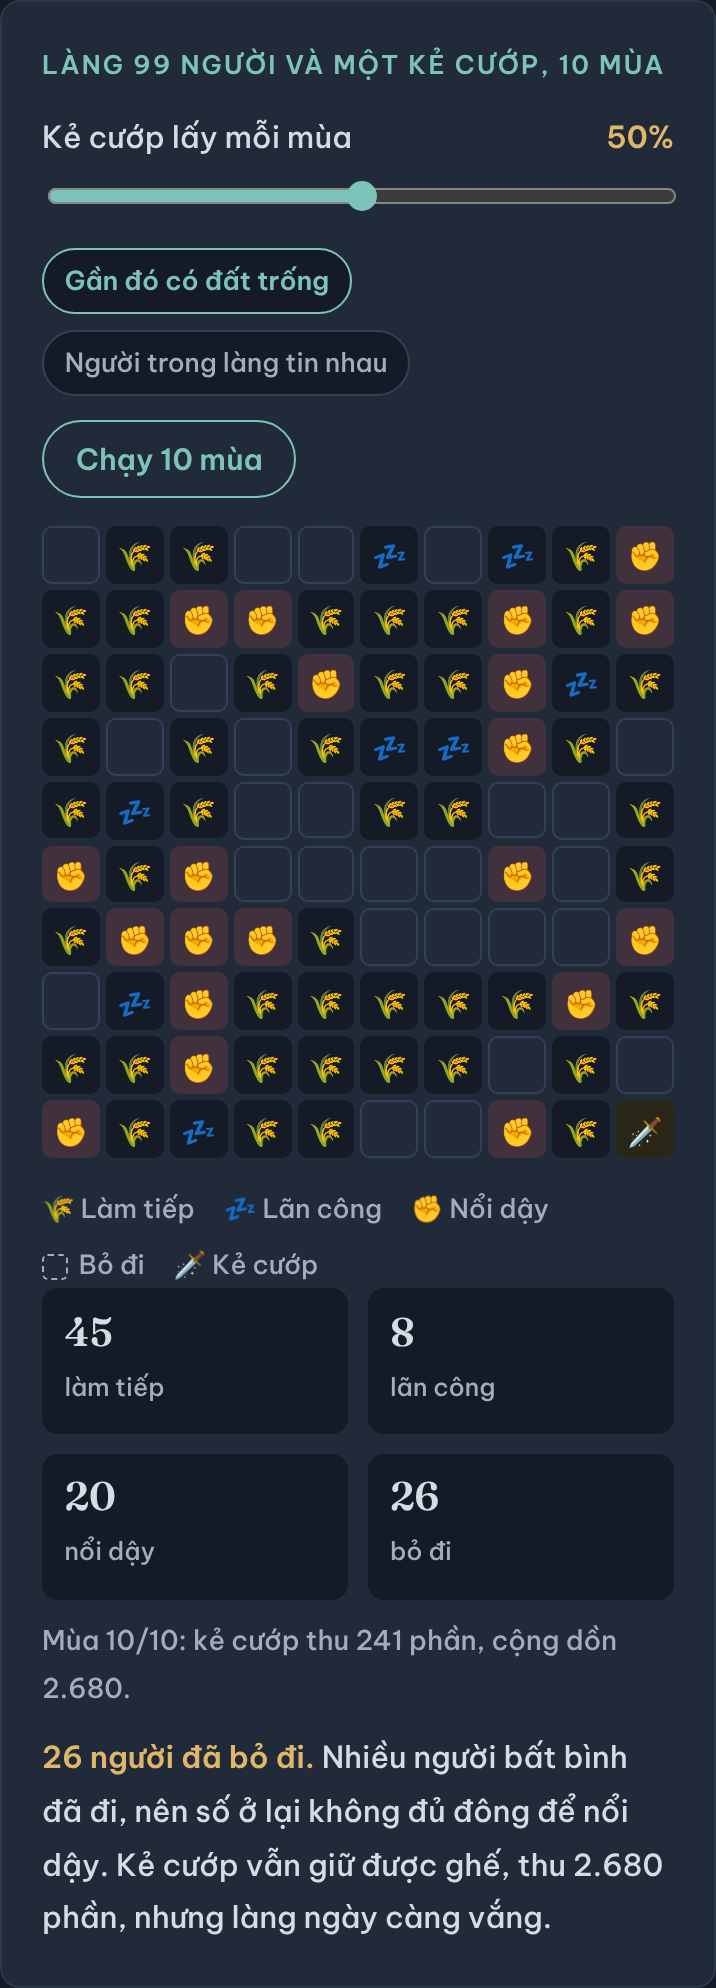 LÀNG 99 NGƯỜI VÀ MỘT KẺ CƯỚP, 10 MÙA
Kẻ cướp lấy mỗi mùa 50%
Gần đó có đất trống
Người trong làng tin nhau
Chạy 10 mùa
Làm tiếp Lãn công Nổi dậy
Bỏ đi Kẻ cướp
45 8
làm tiếp lãn công
20 26
nổi dậy bỏ đi
Mùa 10/10: kẻ cướp thu 241 phần, cộng dồn
2.680.
26 người đã bỏ đi. Nhiều người bất bình
đã đi, nên số ở lại không đủ đông để nổi
dậy. Kẻ cướp vẫn giữ được ghế, thu 2.680
phần, nhưng làng ngày càng vắng.